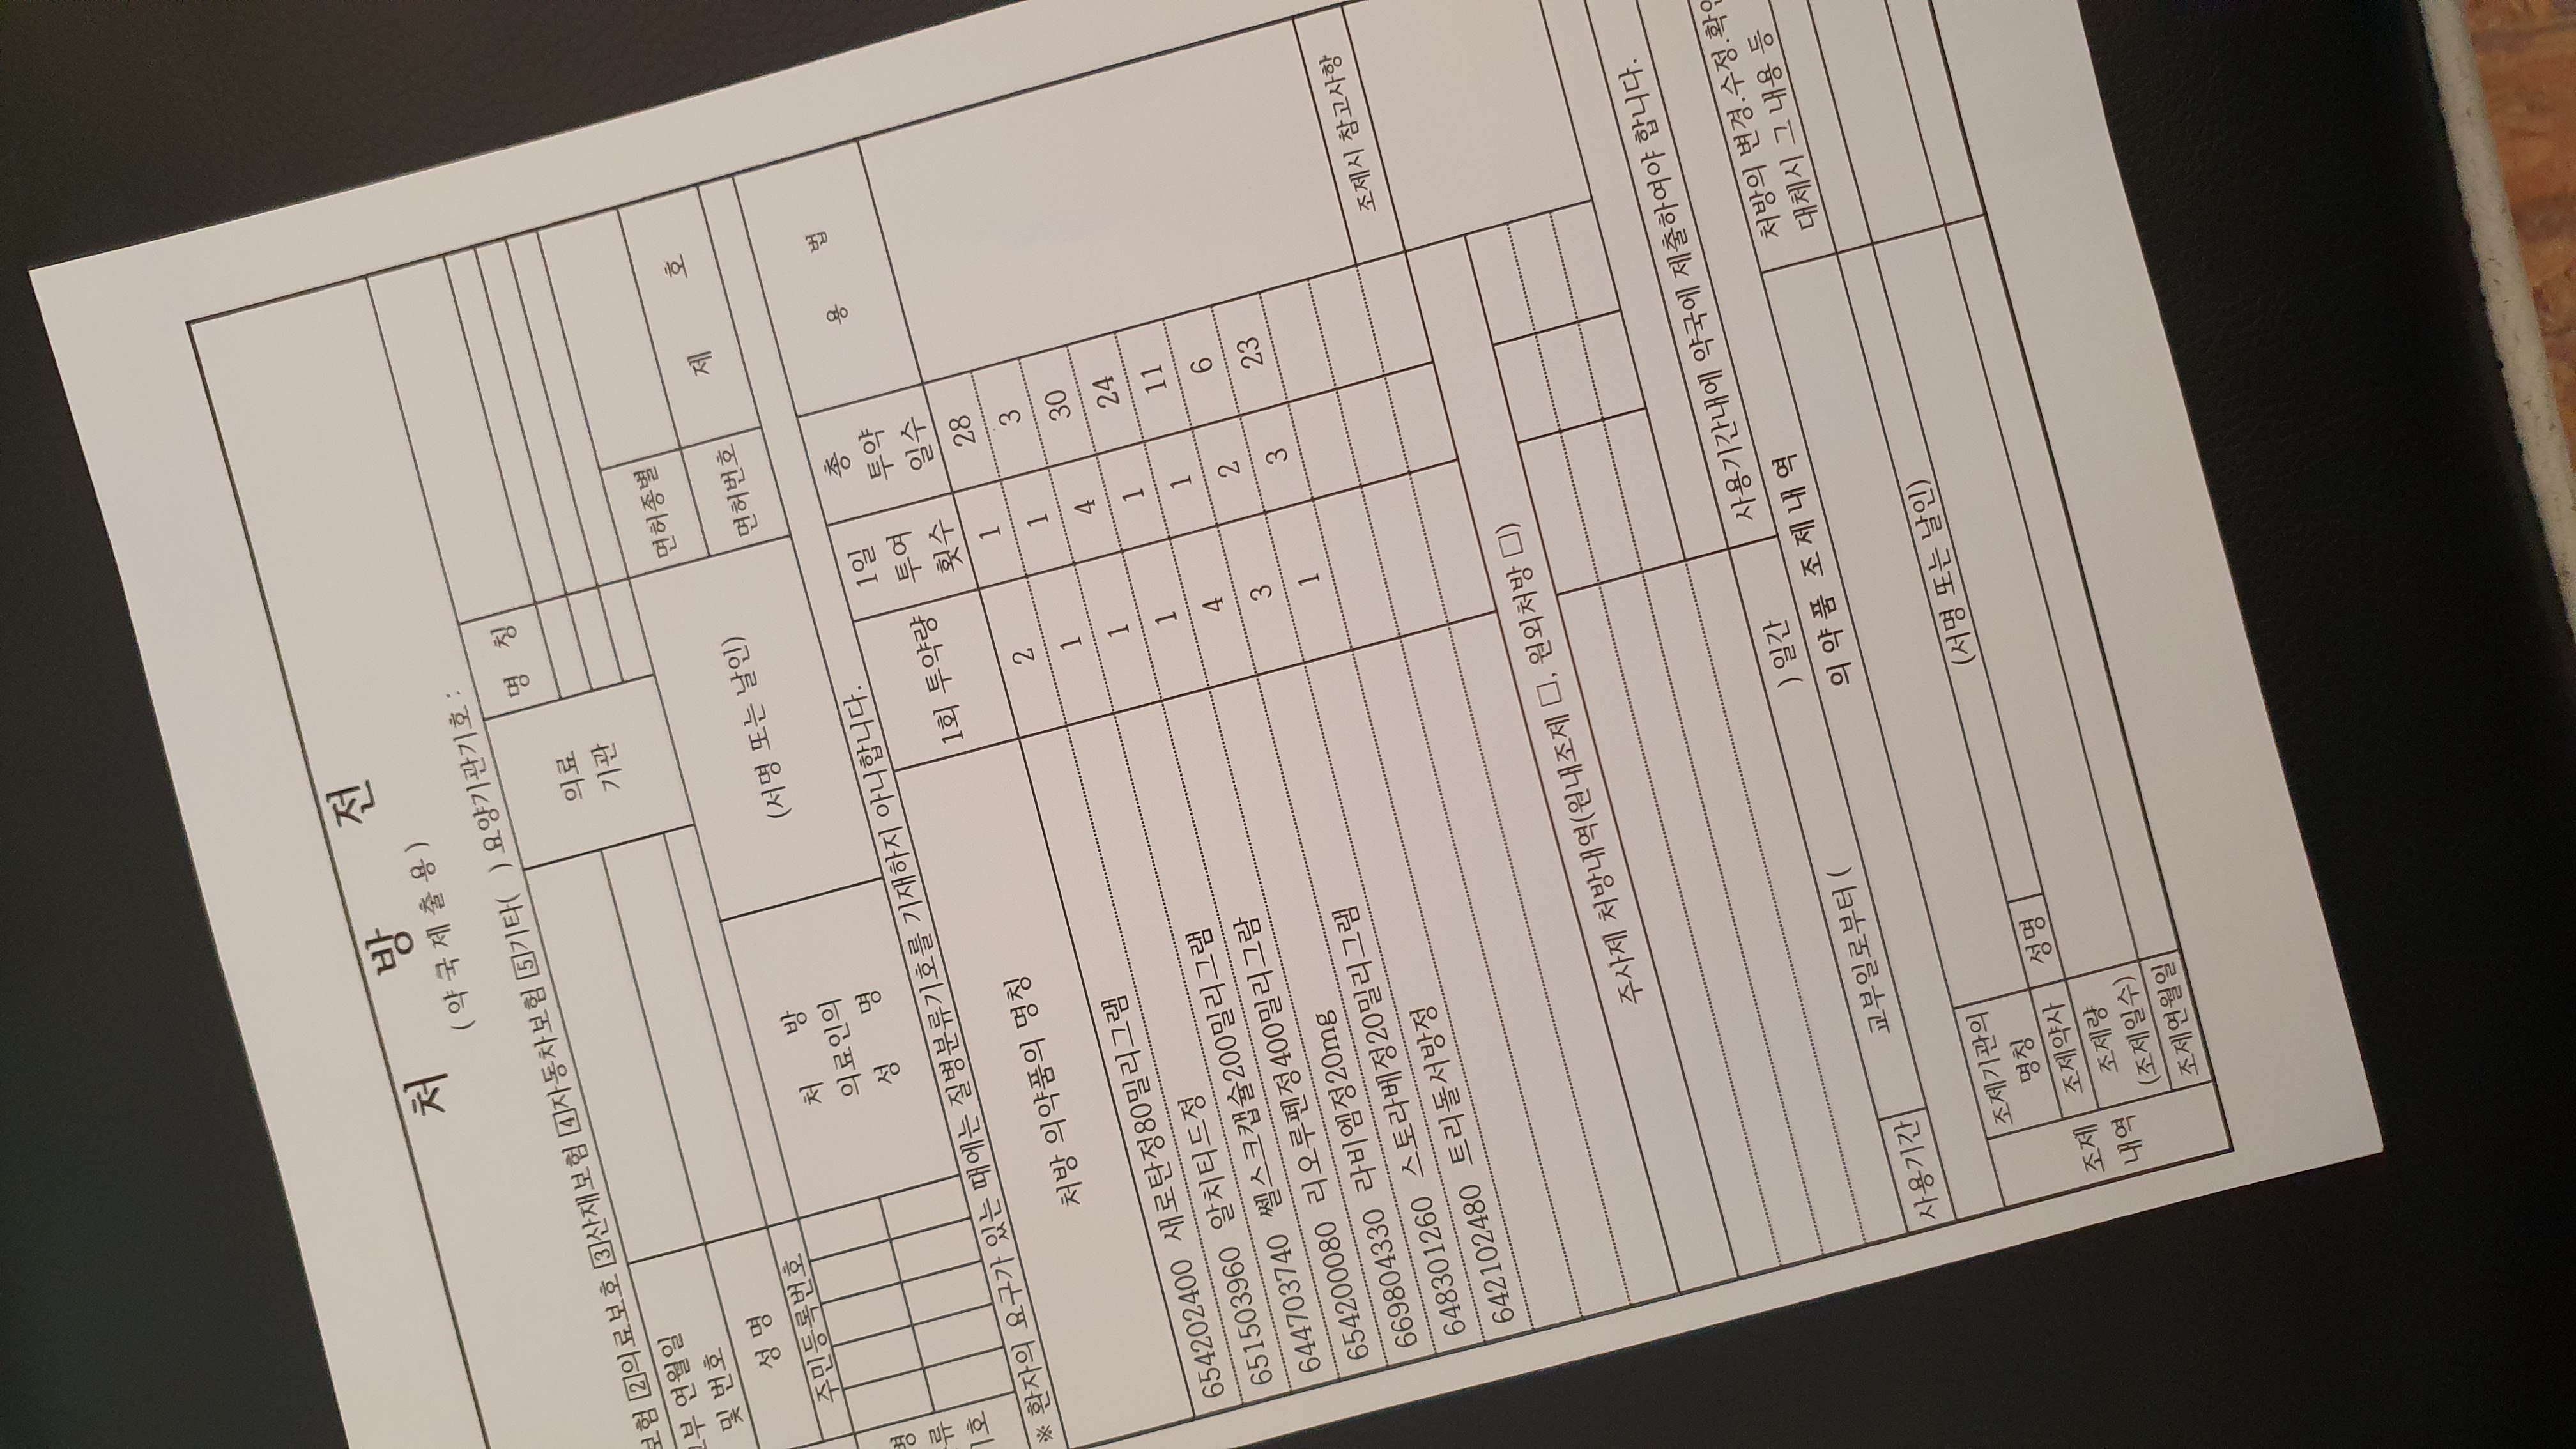 처 방 전
( 약 국 제 출 용 )
보험 2의료보호 3산재보험 4자동차보험 5기타( ) 요양기관기호 :
부 연월일
및 번호
의료
기관
명 칭
성 명
주민등록번호
처 방
의료인의
성 명
(서명 또는 날인)
면허종별
면허번호
제 호
류
호
※ 환자의 요구가 있는 때에는 질병분류기호를 기재하지 아니합니다.
처방 의약품의 명칭
1회 투약량
1일
투여
횟수
총
투약
일수
용 법
654202400 새로탄정80밀리그램 2 1 28
651503960 알치티드정 1 1 3
644703740 쎌스크캡슐200밀리그램 1 4 30
654200080 리오루펜정400밀리그람 1 1 24
669804330 라비엠정20mg 4 1 11
648301260 스토라베정20밀리그램 3 2 6
642102480 트리돌서방정 1 3 23
조제시 참고사항
주사제 처방내역(원내조제 □, 원외처방 □)
사용기간
교부일로부터 ( ) 일간
사용기간내에 약국에 제출하여야 합니다.
의 약 품 조 제 내 역
처방의 변경.수정.확인
대체시 그 내용 등
조제
내역
조제기관의
명칭
조제약사
성명
(서명 또는 날인)
조제량
(조제일수)
조제연월일